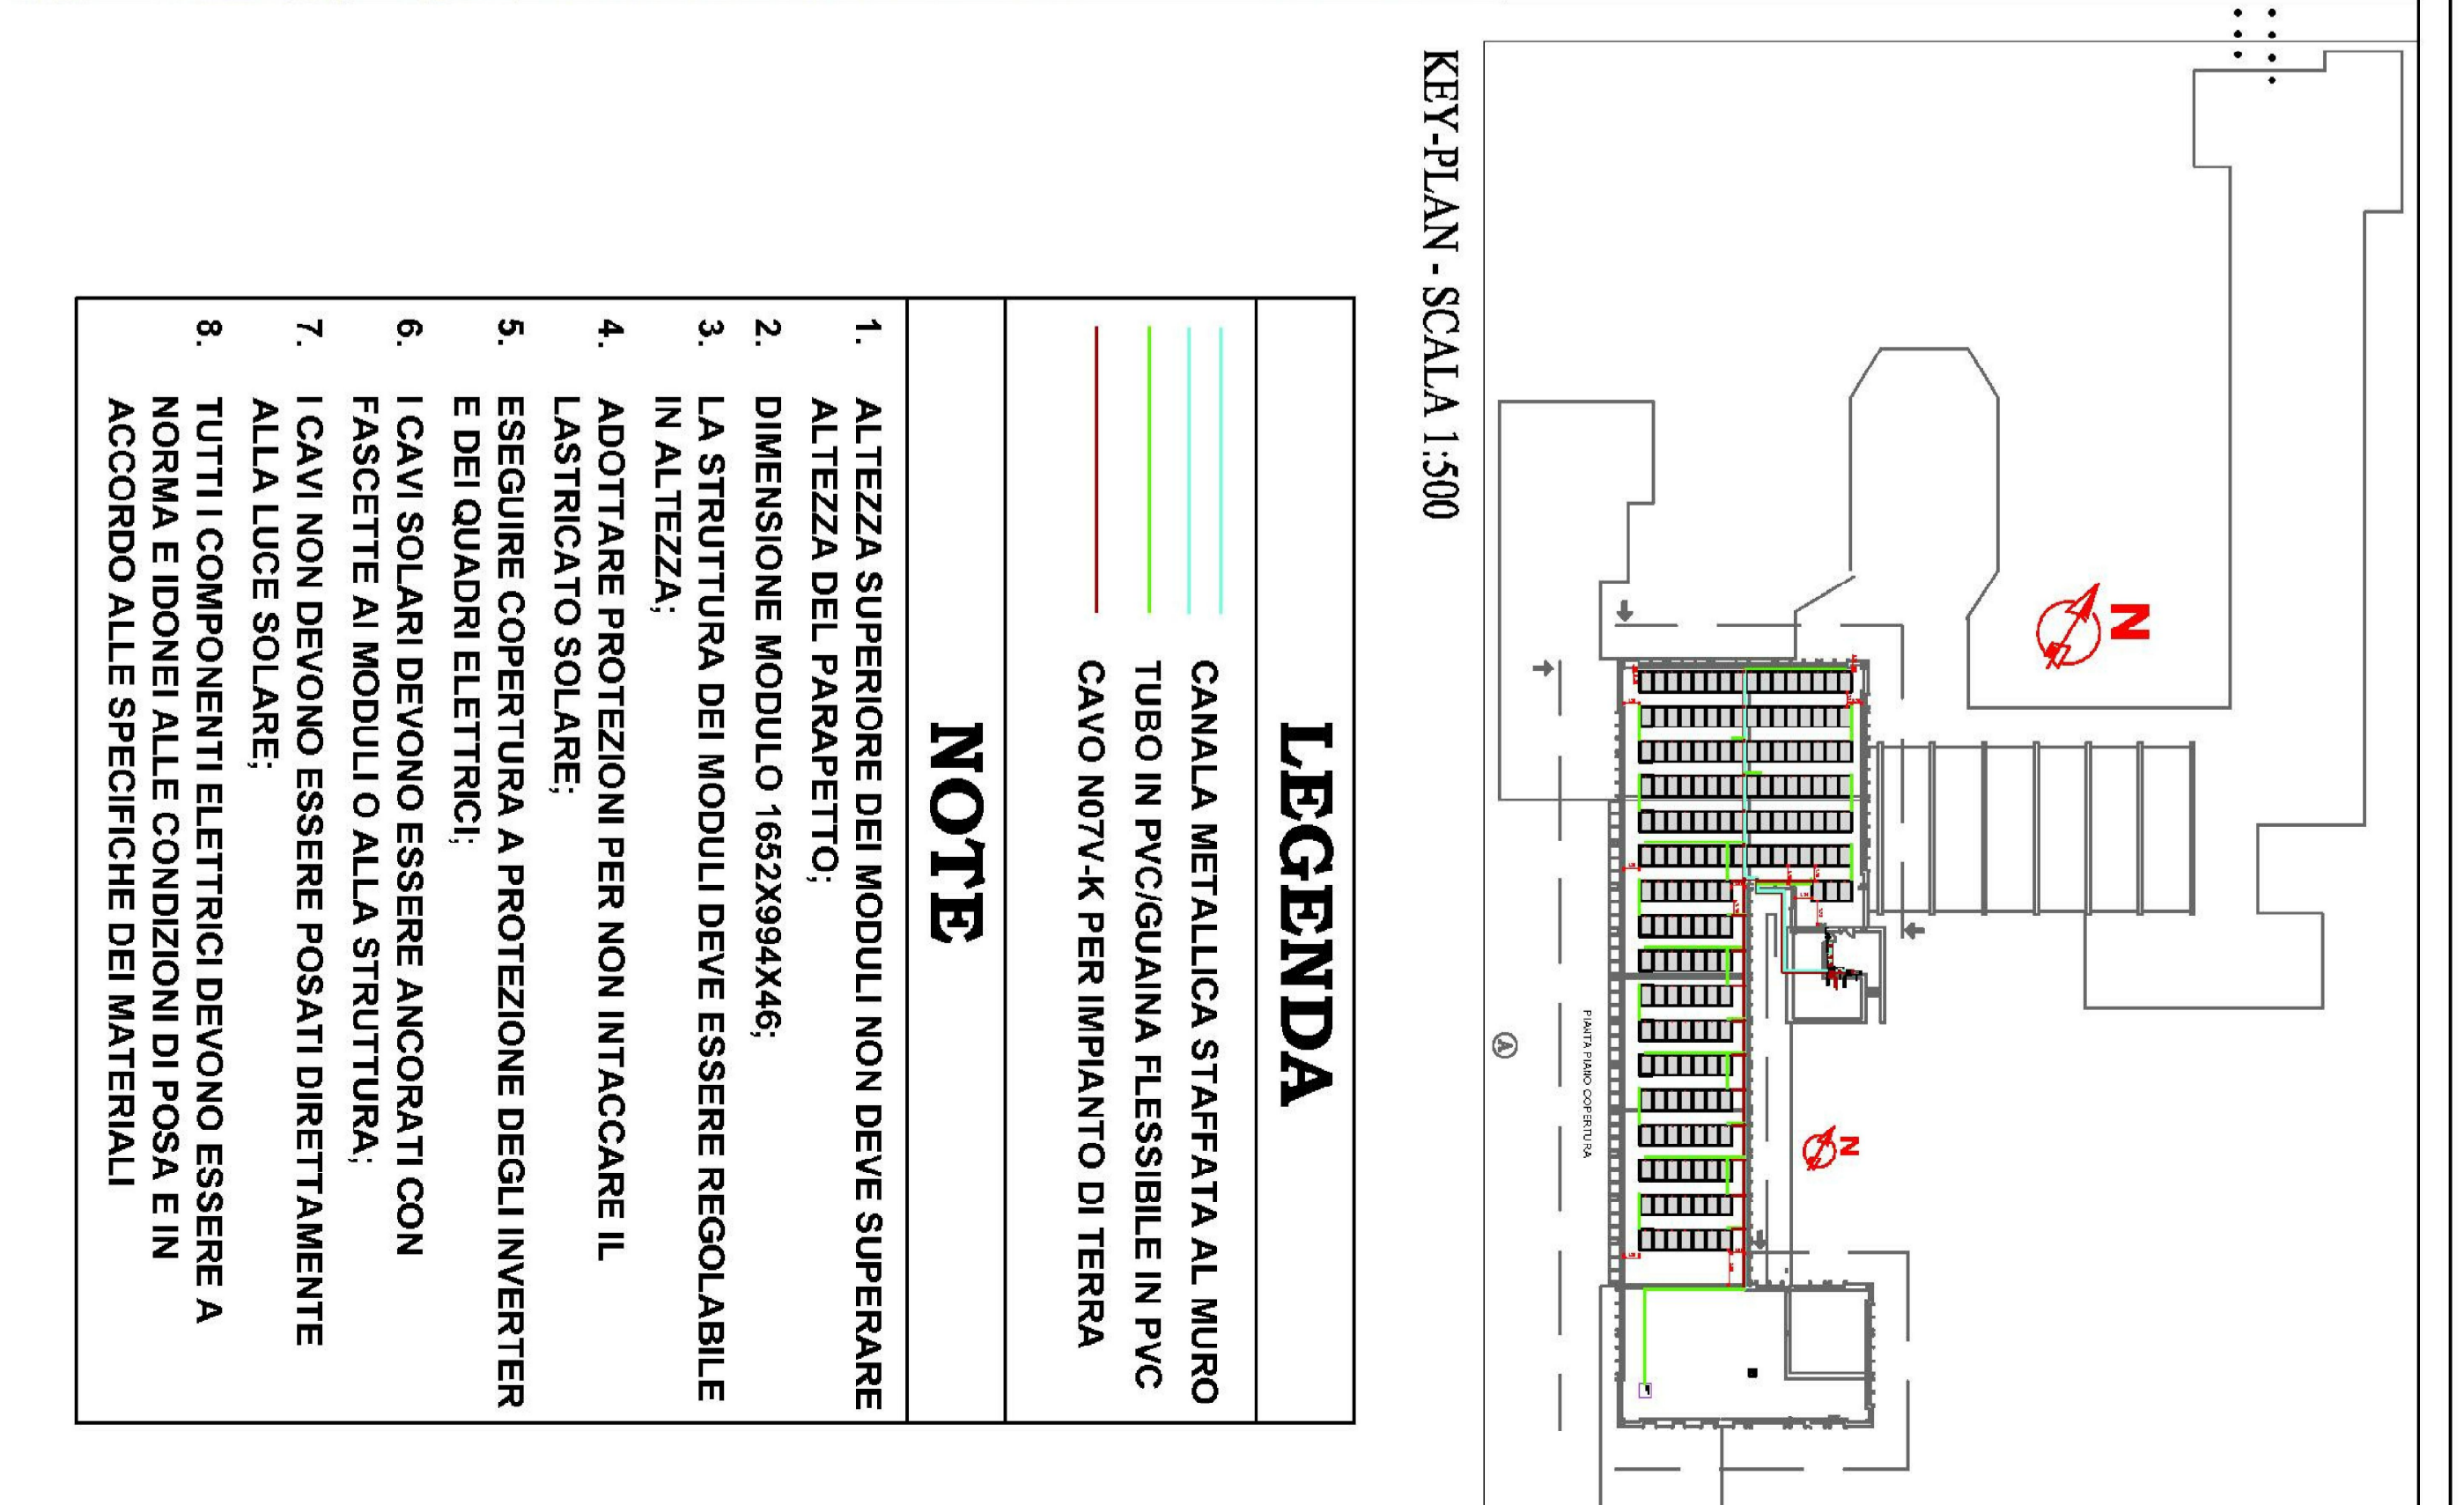 N
N
PIANTA PIANO COPERTURA
A
KEY-PLAN - SCALA 1:500
LEGENDA
CANALA METALLICA STAFFATA AL MURO
TUBO IN PVC/GUAINA FLESSIBILE IN PVC
CAVO N07V-K PER IMPIANTO DI TERRA
NOTE
1. ALTEZZA SUPERIORE DEI MODULI NON DEVE SUPERARE
ALTEZZA DEL PARAPETTO;
2. DIMENSIONE MODULO 1652X994X46;
3. LA STRUTTURA DEI MODULI DEVE ESSERE REGOLABILE
IN ALTEZZA;
4. ADOTTARE PROTEZIONI PER NON INTACCARE IL
LASTRICATO SOLARE;
5. ESEGUIRE COPERTURA A PROTEZIONE DEGLI INVERTER
E DEI QUADRI ELETTRICI;
6. I CAVI SOLARI DEVONO ESSERE ANCORATI CON
FASCETTE AI MODULI O ALLA STRUTTURA;
7. I CAVI NON DEVONO ESSERE POSATI DIRETTAMENTE
ALLA LUCE SOLARE;
8. TUTTI I COMPONENTI ELETTRICI DEVONO ESSERE A
NORMA E IDONEI ALLE CONDIZIONI DI POSA E IN
ACCORDO ALLE SPECIFICHE DEI MATERIALI